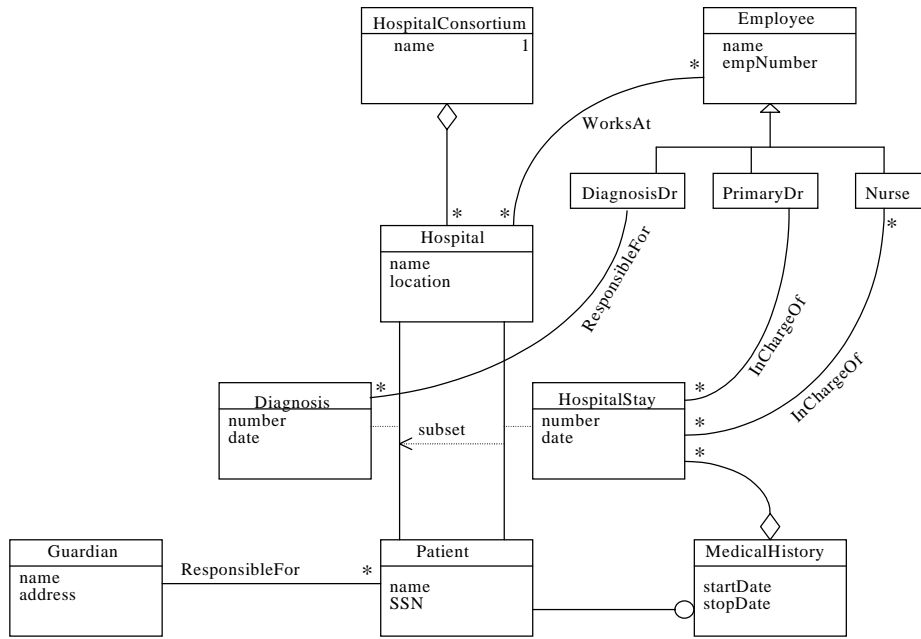 HospitalConsortium
name 1
*
Employee
name
empNumber
*
WorksAt
DiagnosisDr
PrimaryDr
Nurse
*
*
Hospital
name
location
ResponsibleFor
InChargeOf
InChargeOf
*
Diagnosis
number
date
subset
HospitalStay
number
date
*
*
*
Guardian
name
address
ResponsibleFor
*
Patient
name
SSN
MedicalHistory
startDate
stopDate